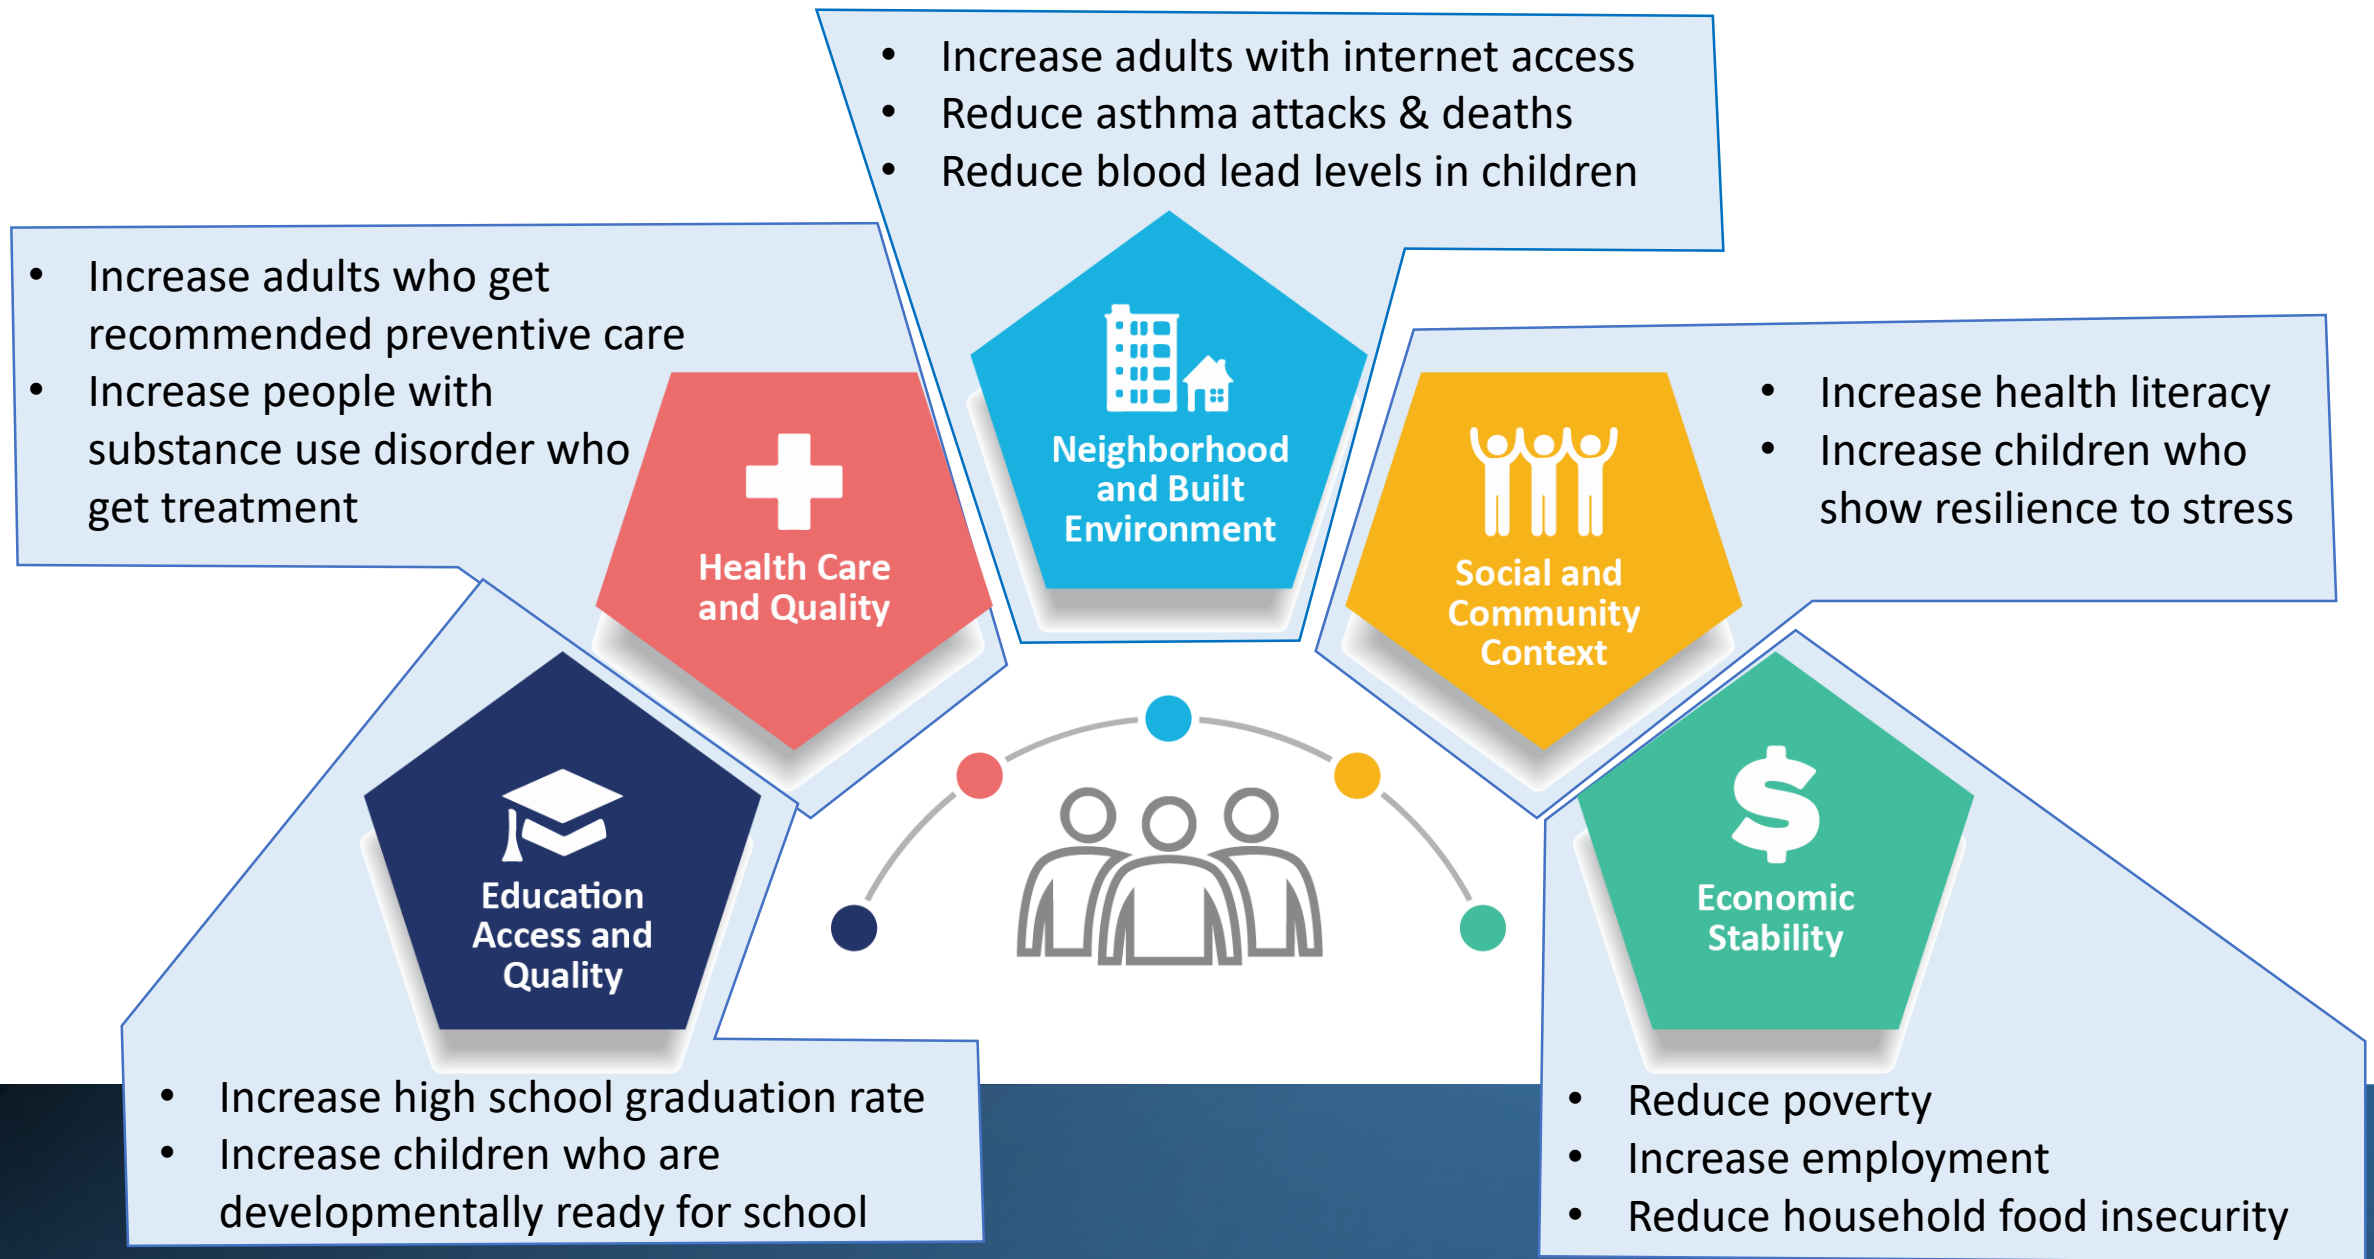 • Increase adults with internet access
• Reduce asthma attacks & deaths
• Reduce blood lead levels in children
• Increase adults who get
recommended preventive care
• Increase people with
substance use disorder who
get treatment
Health Care
and Quality
Neighborhood
and Built
Environment
Social and
Community
Context
• Increase health literacy
• Increase children who
show resilience to stress
Education
Access and
Quality
• Increase high school graduation rate
• Increase children who are
developmentally ready for school
$
Economic
Stability
• Reduce poverty
• Increase employment
• Reduce household food insecurity